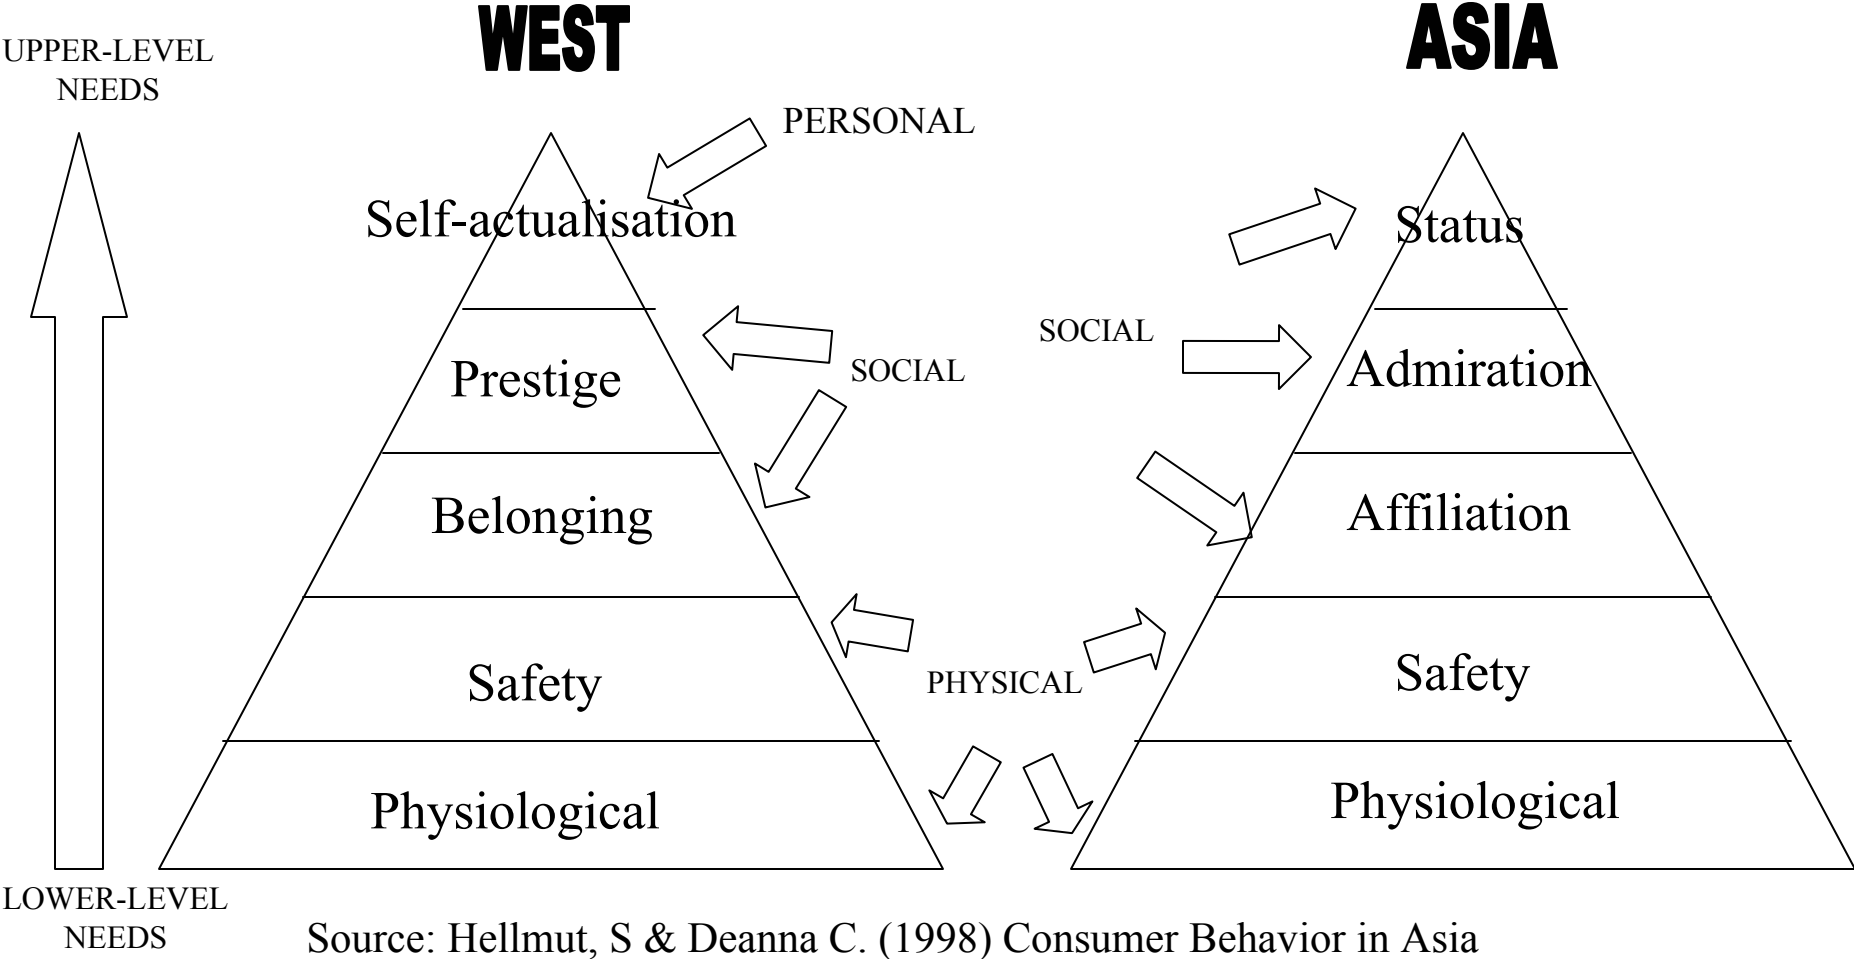 WEST
ASIA
UPPER-LEVEL
NEEDS
PERSONAL
Self-actualisation
Status
SOCIAL
Prestige
SOCIAL
Admiration
Belonging
Affiliation
Safety
PHYSICAL
Safety
Physiological
Physiological
LOWER-LEVEL
NEEDS
Source: Hellmut, S & Deanna C. (1998) Consumer Behavior in Asia